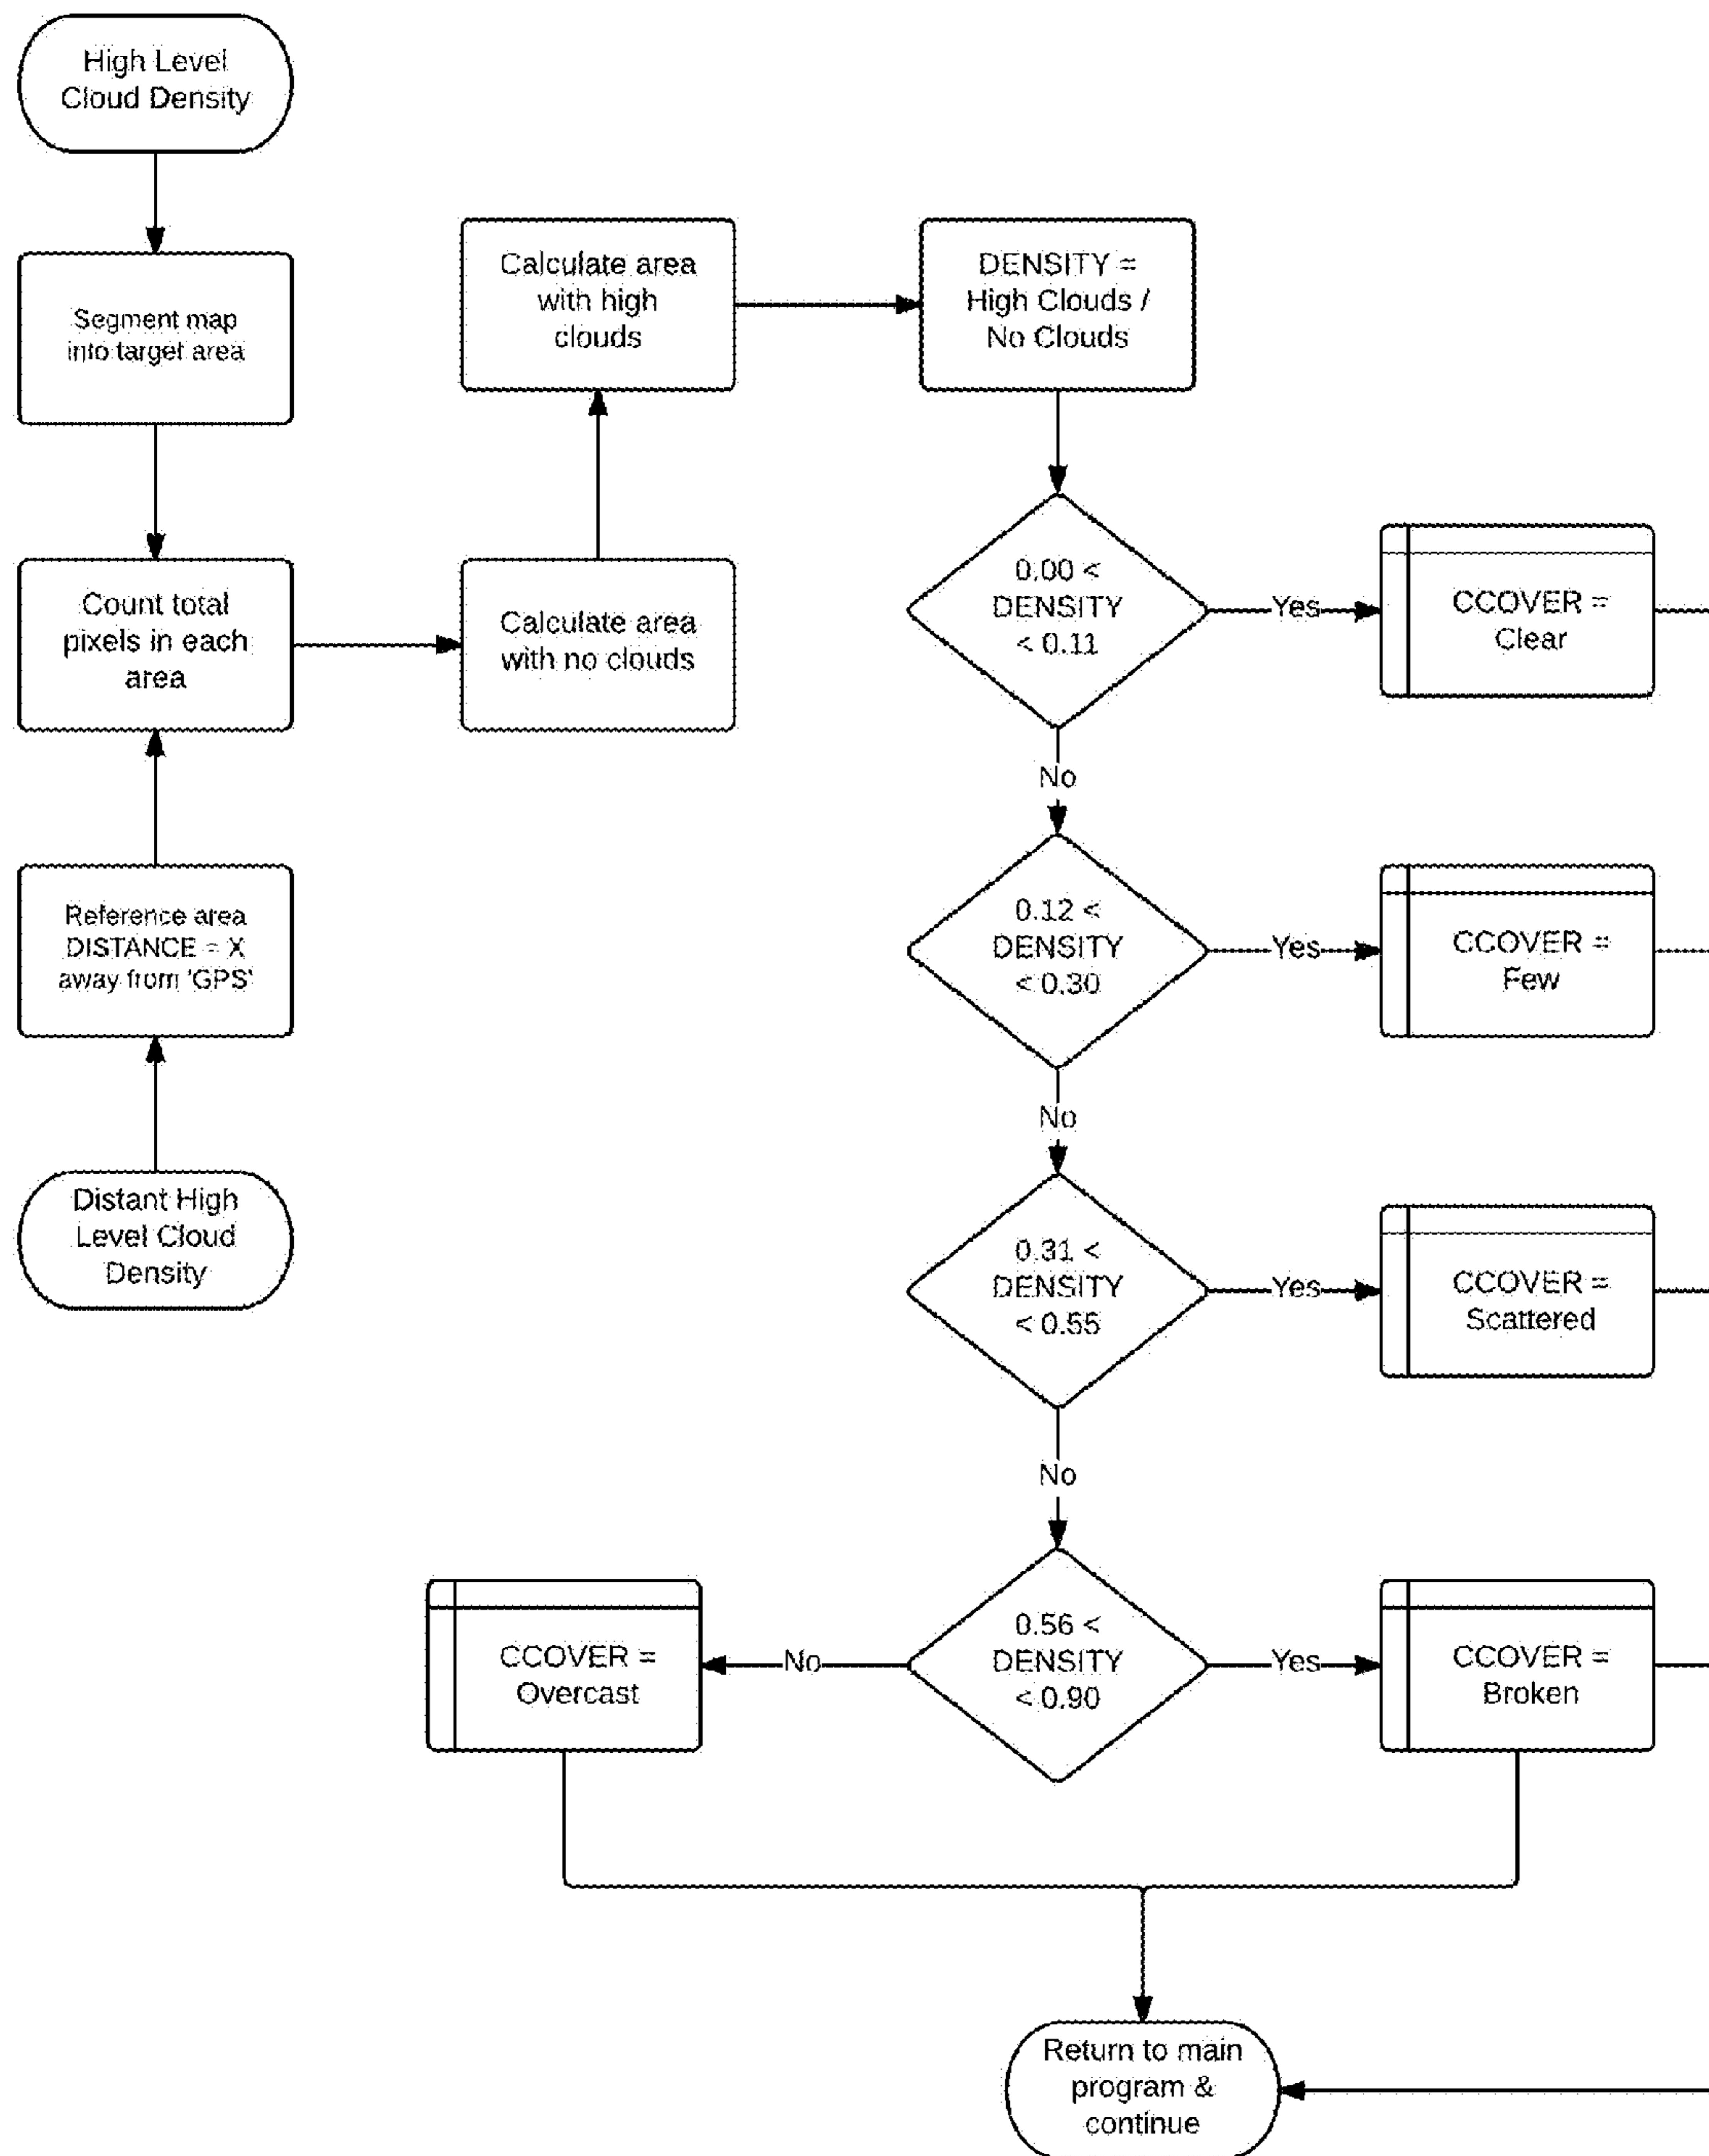 High Level
Cloud Density
Segment map
into target area
Count total
pixels in each
area
Reference area
DISTANCE = X
away from 'GPS'
Distant High
Level Cloud
Density
Calculate area
with no clouds
Calculate area
with high
clouds
DENSITY =
High Clouds /
No Clouds
0.00 <
DENSITY
< 0.11
Yes
CCOVER =
Clear
No
0.12 <
DENSITY
< 0.30
Yes
CCOVER =
Few
No
0.31 <
DENSITY
< 0.55
Yes
CCOVER =
Scattered
No
0.56 <
DENSITY
< 0.90
Yes
CCOVER =
Broken
No
CCOVER =
Overcast
Return to main
program &
continue